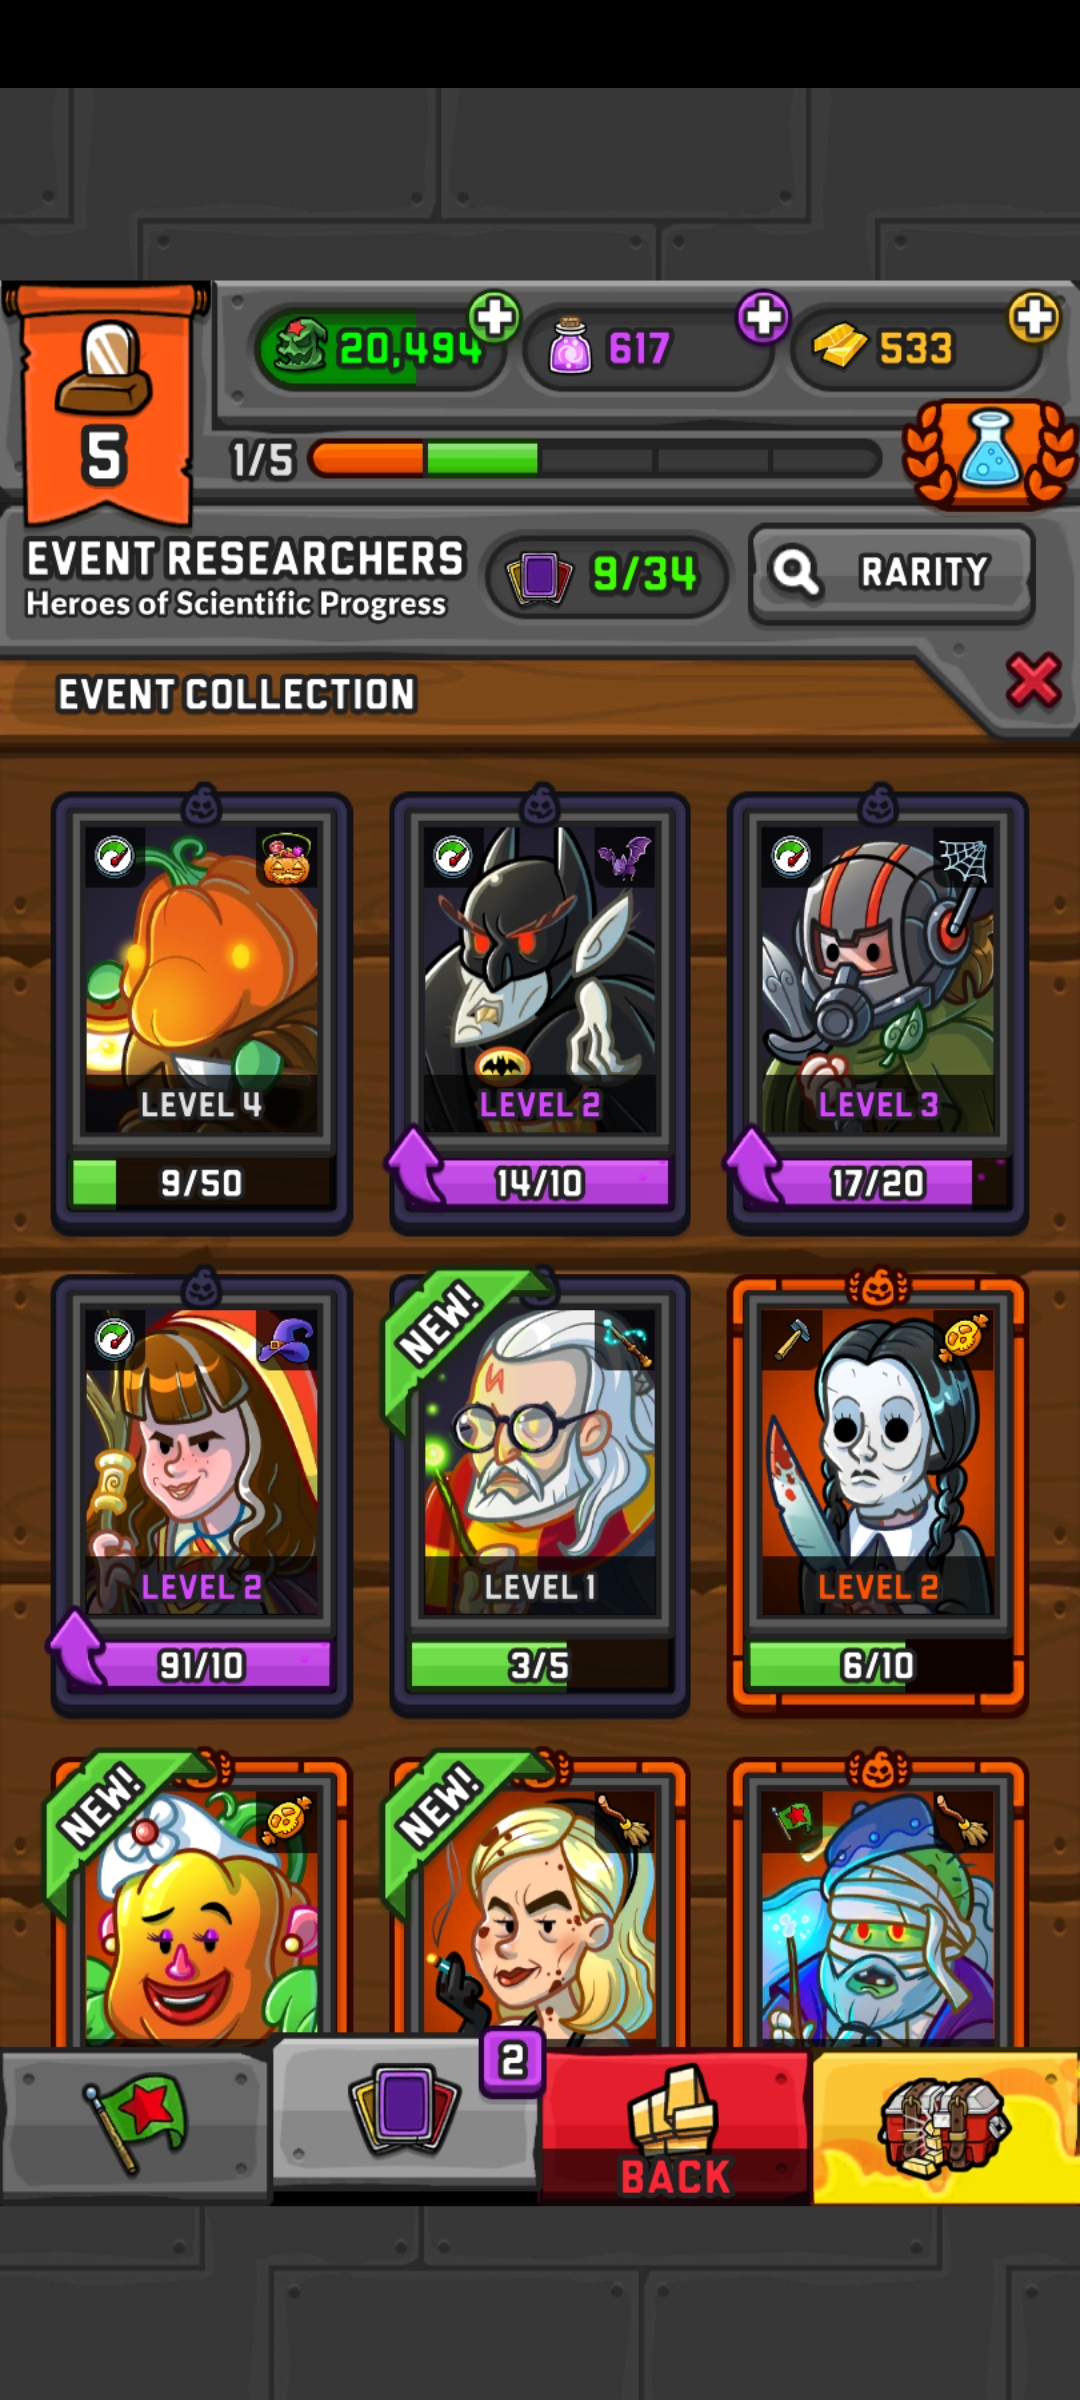 20,494
617
533
5
1/5
EVENT RESEARCHERS
Heroes of Scientific Progress
9/34
RARITY
EVENT COLLECTION
LEVEL 4
LEVEL 2
LEVEL 3
9/50
14/10
17/20
NEW!
LEVEL 2
LEVEL 1
LEVEL 2
91/10
3/5
6/10
NEW!
NEW!
2
BACK